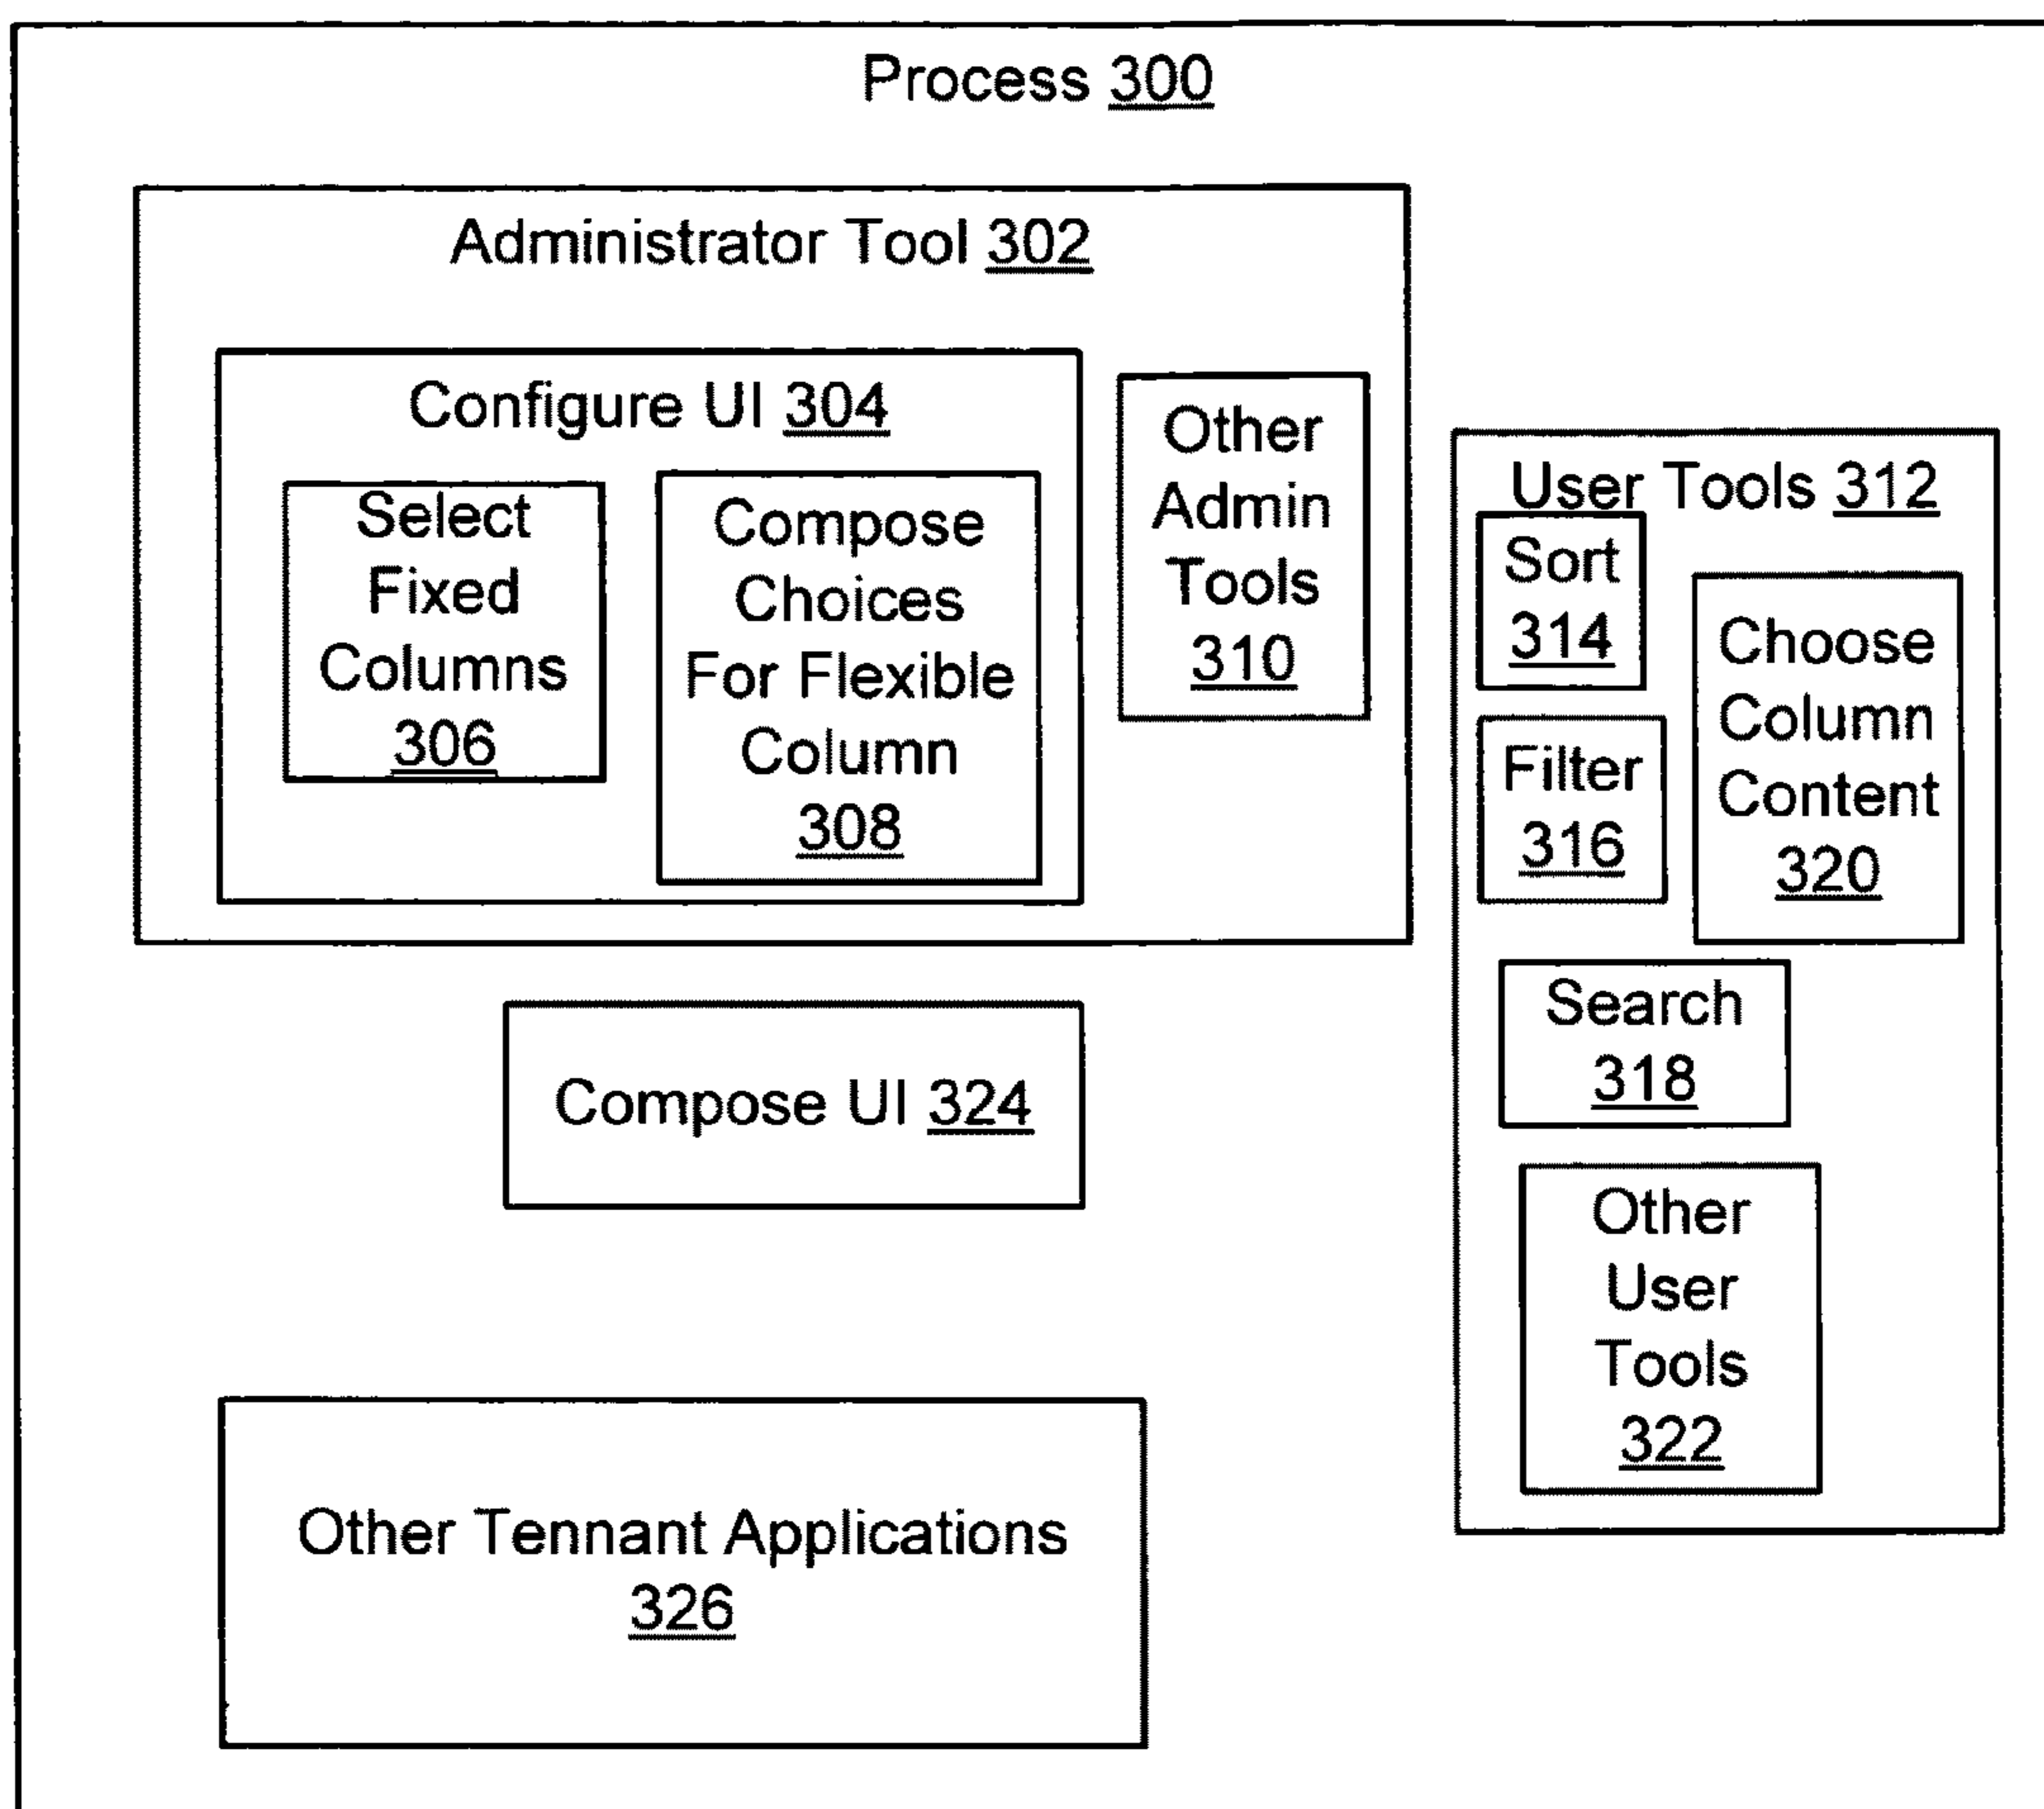 Process 300
Administrator Tool 302
Configure UI 304
Select
Fixed
Columns
306
Compose
Choices
For Flexible
Column
308
Other
Admin
Tools
310
User Tools 312
Sort
314
Filter
316
Choose
Column
Content
320
Search
318
Other
User
Tools
322
Compose UI 324
Other Tennant Applications
326